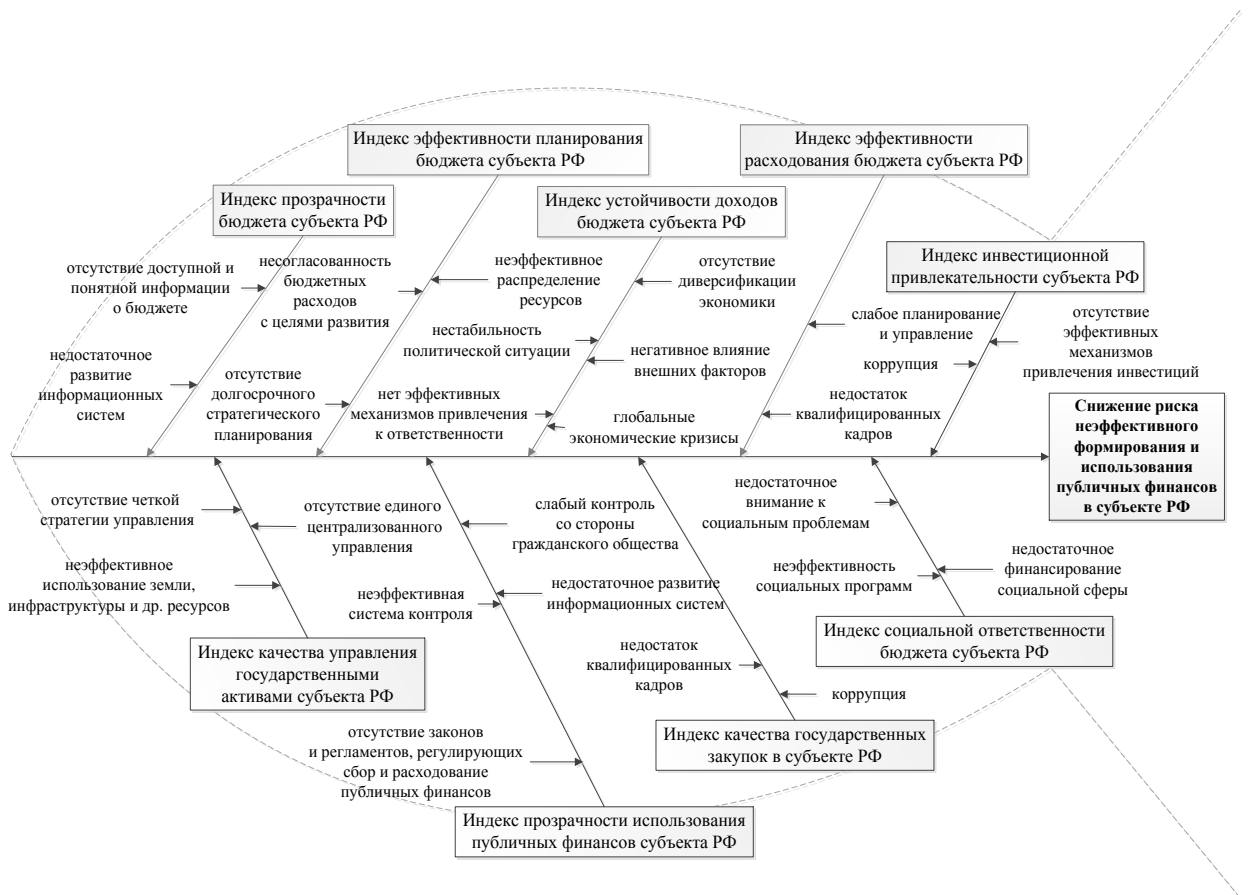 Индекс эффективности планирования
бюджета субъекта РФ
Индекс эффективности
расходования бюджета субъекта РФ
Индекс прозрачности
бюджета субъекта РФ
Индекс устойчивости доходов
бюджета субъекта РФ
Индекс инвестиционной
привлекательности субъекта РФ
отсутствие доступной и
понятной информации
о бюджете
несогласованность
бюджетных
расходов
с целями развития
неэффективное
распределение
ресурсов
отсутствие
диверсификации
экономики
слабое планирование
и управление
отсутствие
эффективных
механизмов
привлечения инвестиций
нестабильность
политической ситуации
негативное влияние
внешних факторов
коррупция
недостаточное
развитие
информационных
систем
отсутствие
долгосрочного
стратегического
планирования
нет эффективных
механизмов привлечения
к ответственности
глобальные
экономические кризисы
недостаток
квалифицированных
кадров
Снижение риска
неэффективного
формирования и
использования
публичных финансов
в субъекте РФ
отсутствие четкой
стратегии управления
отсутствие единого
централизованного
управления
слабый контроль
со стороны
гражданского общества
недостаточное
внимание к
социальным проблемам
неэффективное
использование земли,
инфраструктуры и др. ресурсов
неэффективная
система контроля
недостаточное развитие
информационных систем
неэффективность
социальных программ
недостаточное
финансирование
социальной сферы
Индекс качества управления
государственными
активами субъекта РФ
недостаток
квалифицированных
кадров
коррупция
Индекс социальной ответственности
бюджета субъекта РФ
отсутствие законов
и регламентов, регулирующих
сбор и расходование
публичных финансов
Индекс качества государственных
закупок в субъекте РФ
Индекс прозрачности использования
публичных финансов субъекта РФ